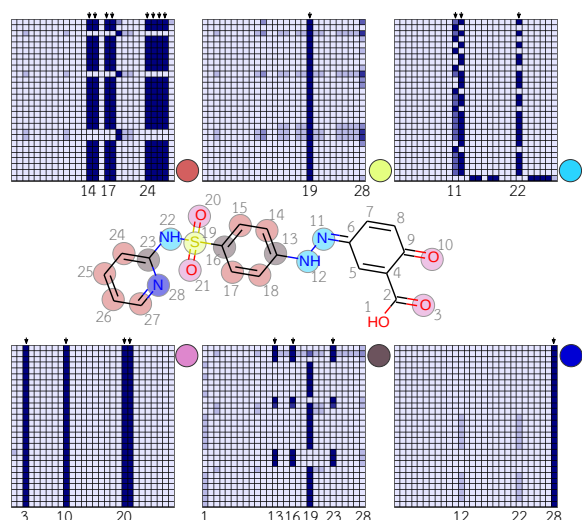 14 17 24
19 28
11 22
20
22
15 14
11
7 8
24 O NH 19 N 6 O 10
23 S 13 9
25 16 NH 5 4
N O 12
28 21 17 18
26 27 1 2 O
HO 3
3 10 20
1 13 16 19 23 28
12 22 28